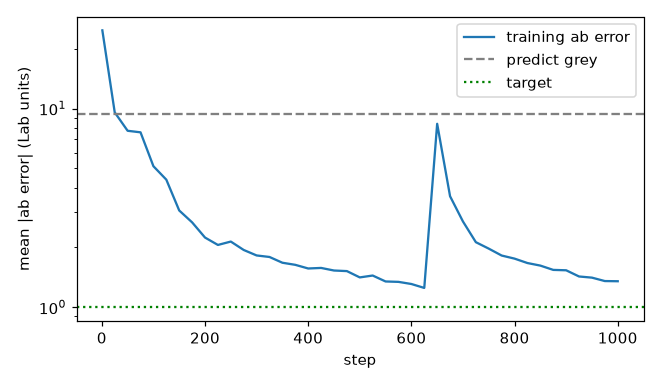 training ab error
predict grey
target
mean |ab error| (Lab units)
10¹
10⁰
0 200 400 600 800 1000
step